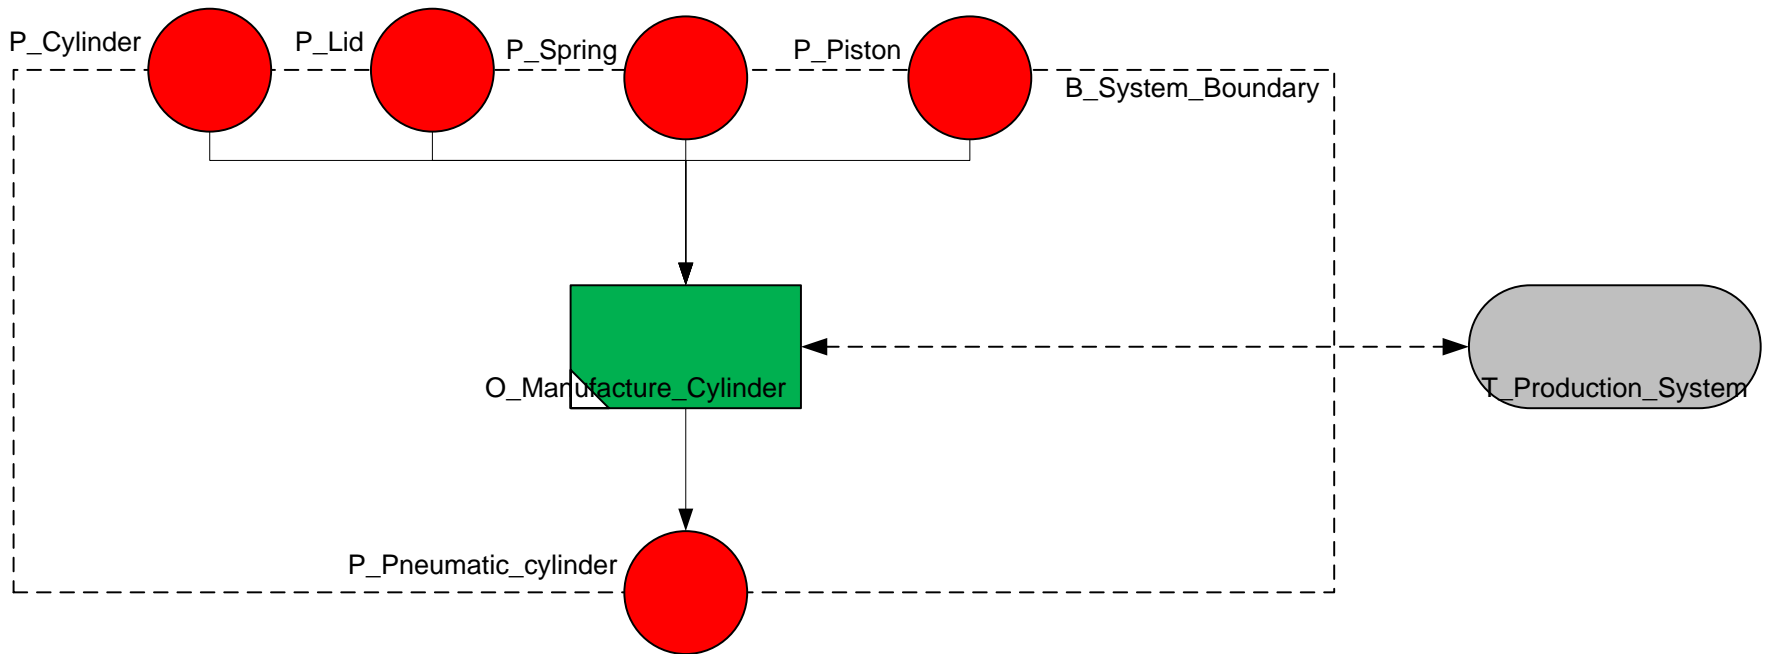 P_Cylinder
P_Lid
P_Spring
P_Piston
B_System_Boundary
O_Manufacture_Cylinder
T_Production_System
P_Pneumatic_cylinder